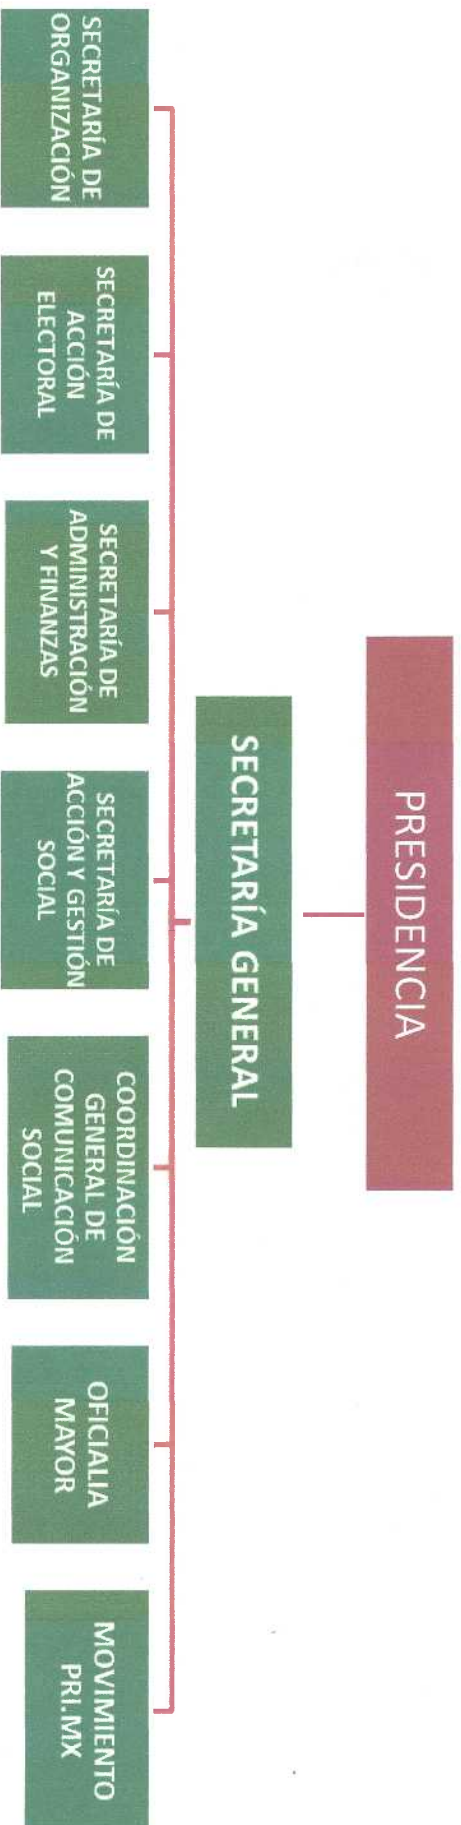 PRESIDENCIA
SECRETARÍA GENERAL
SECRETARÍA DE
ORGANIZACIÓN
SECRETARÍA DE
ACCIÓN
ELECTORAL
SECRETARÍA DE
ADMINISTRACIÓN
Y FINANZAS
SECRETARÍA DE
ACCIÓN Y GESTIÓN
SOCIAL
COORDINACIÓN
GENERAL DE
COMUNICACIÓN
SOCIAL
OFICIALIA
MAYOR
MOVIMIENTO
PRI.MX